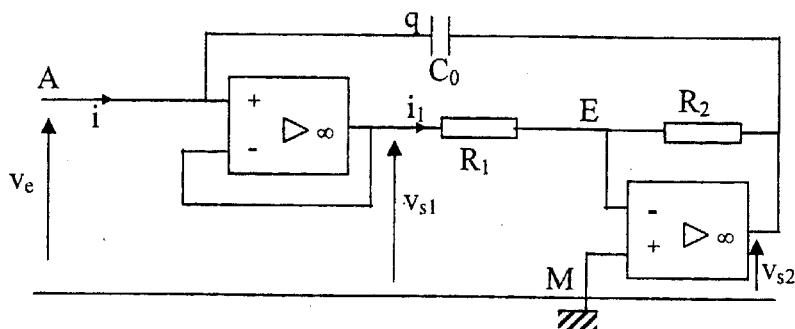 q
C₀
A
i
+
▷ ∞
-
i₁
R₁
E
R₂
vₑ
vₛ₁
-
+
▷ ∞
M
vₛ₂